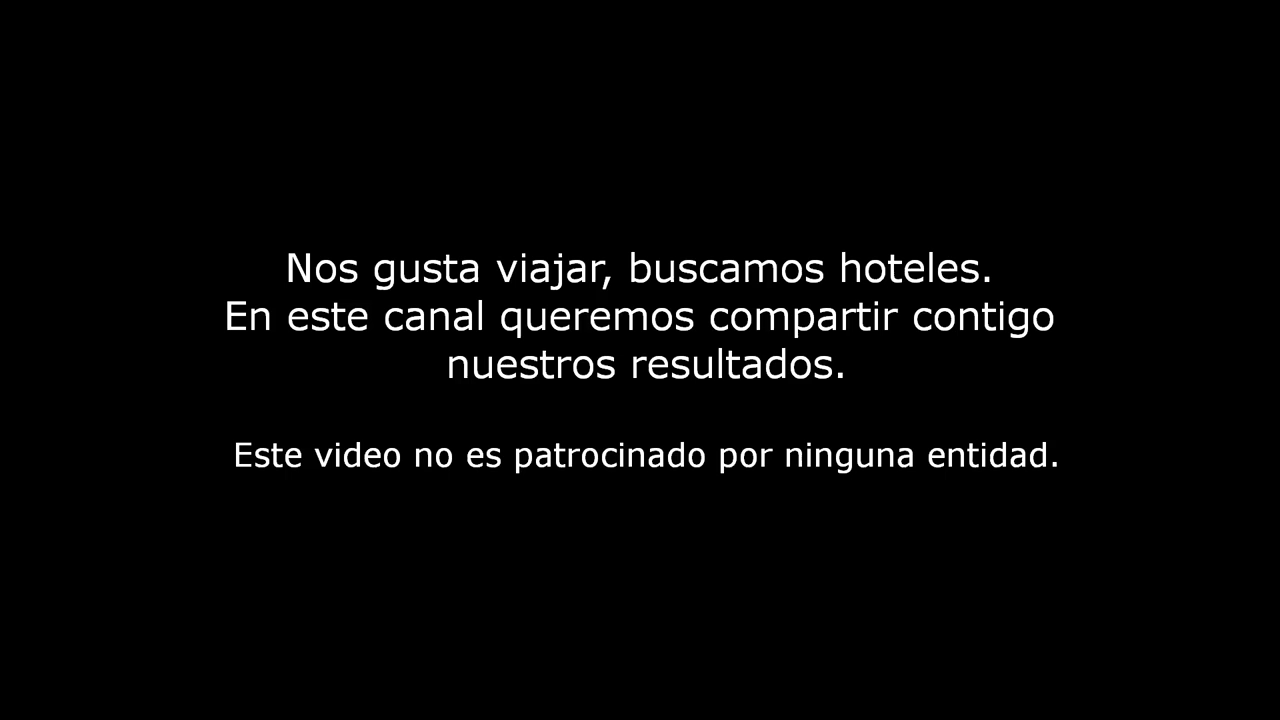 Nos gusta viajar, buscamos hoteles.
En este canal queremos compartir contigo
nuestros resultados.
Este video no es patrocinado por ninguna entidad.